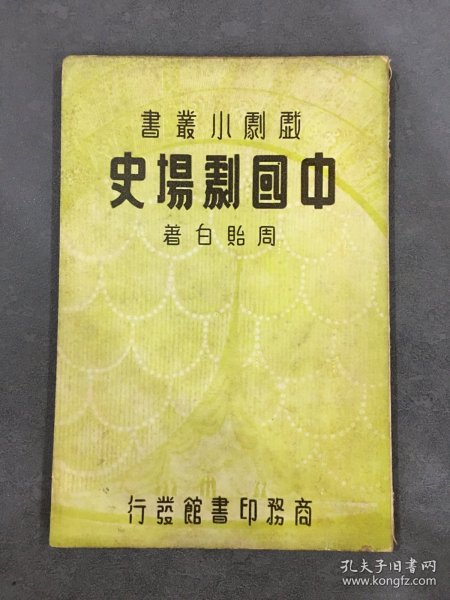 戲劇小叢書
中國劇場史
周貽白著
商務印書館發行
孔夫子旧书网
www.kongfz.com